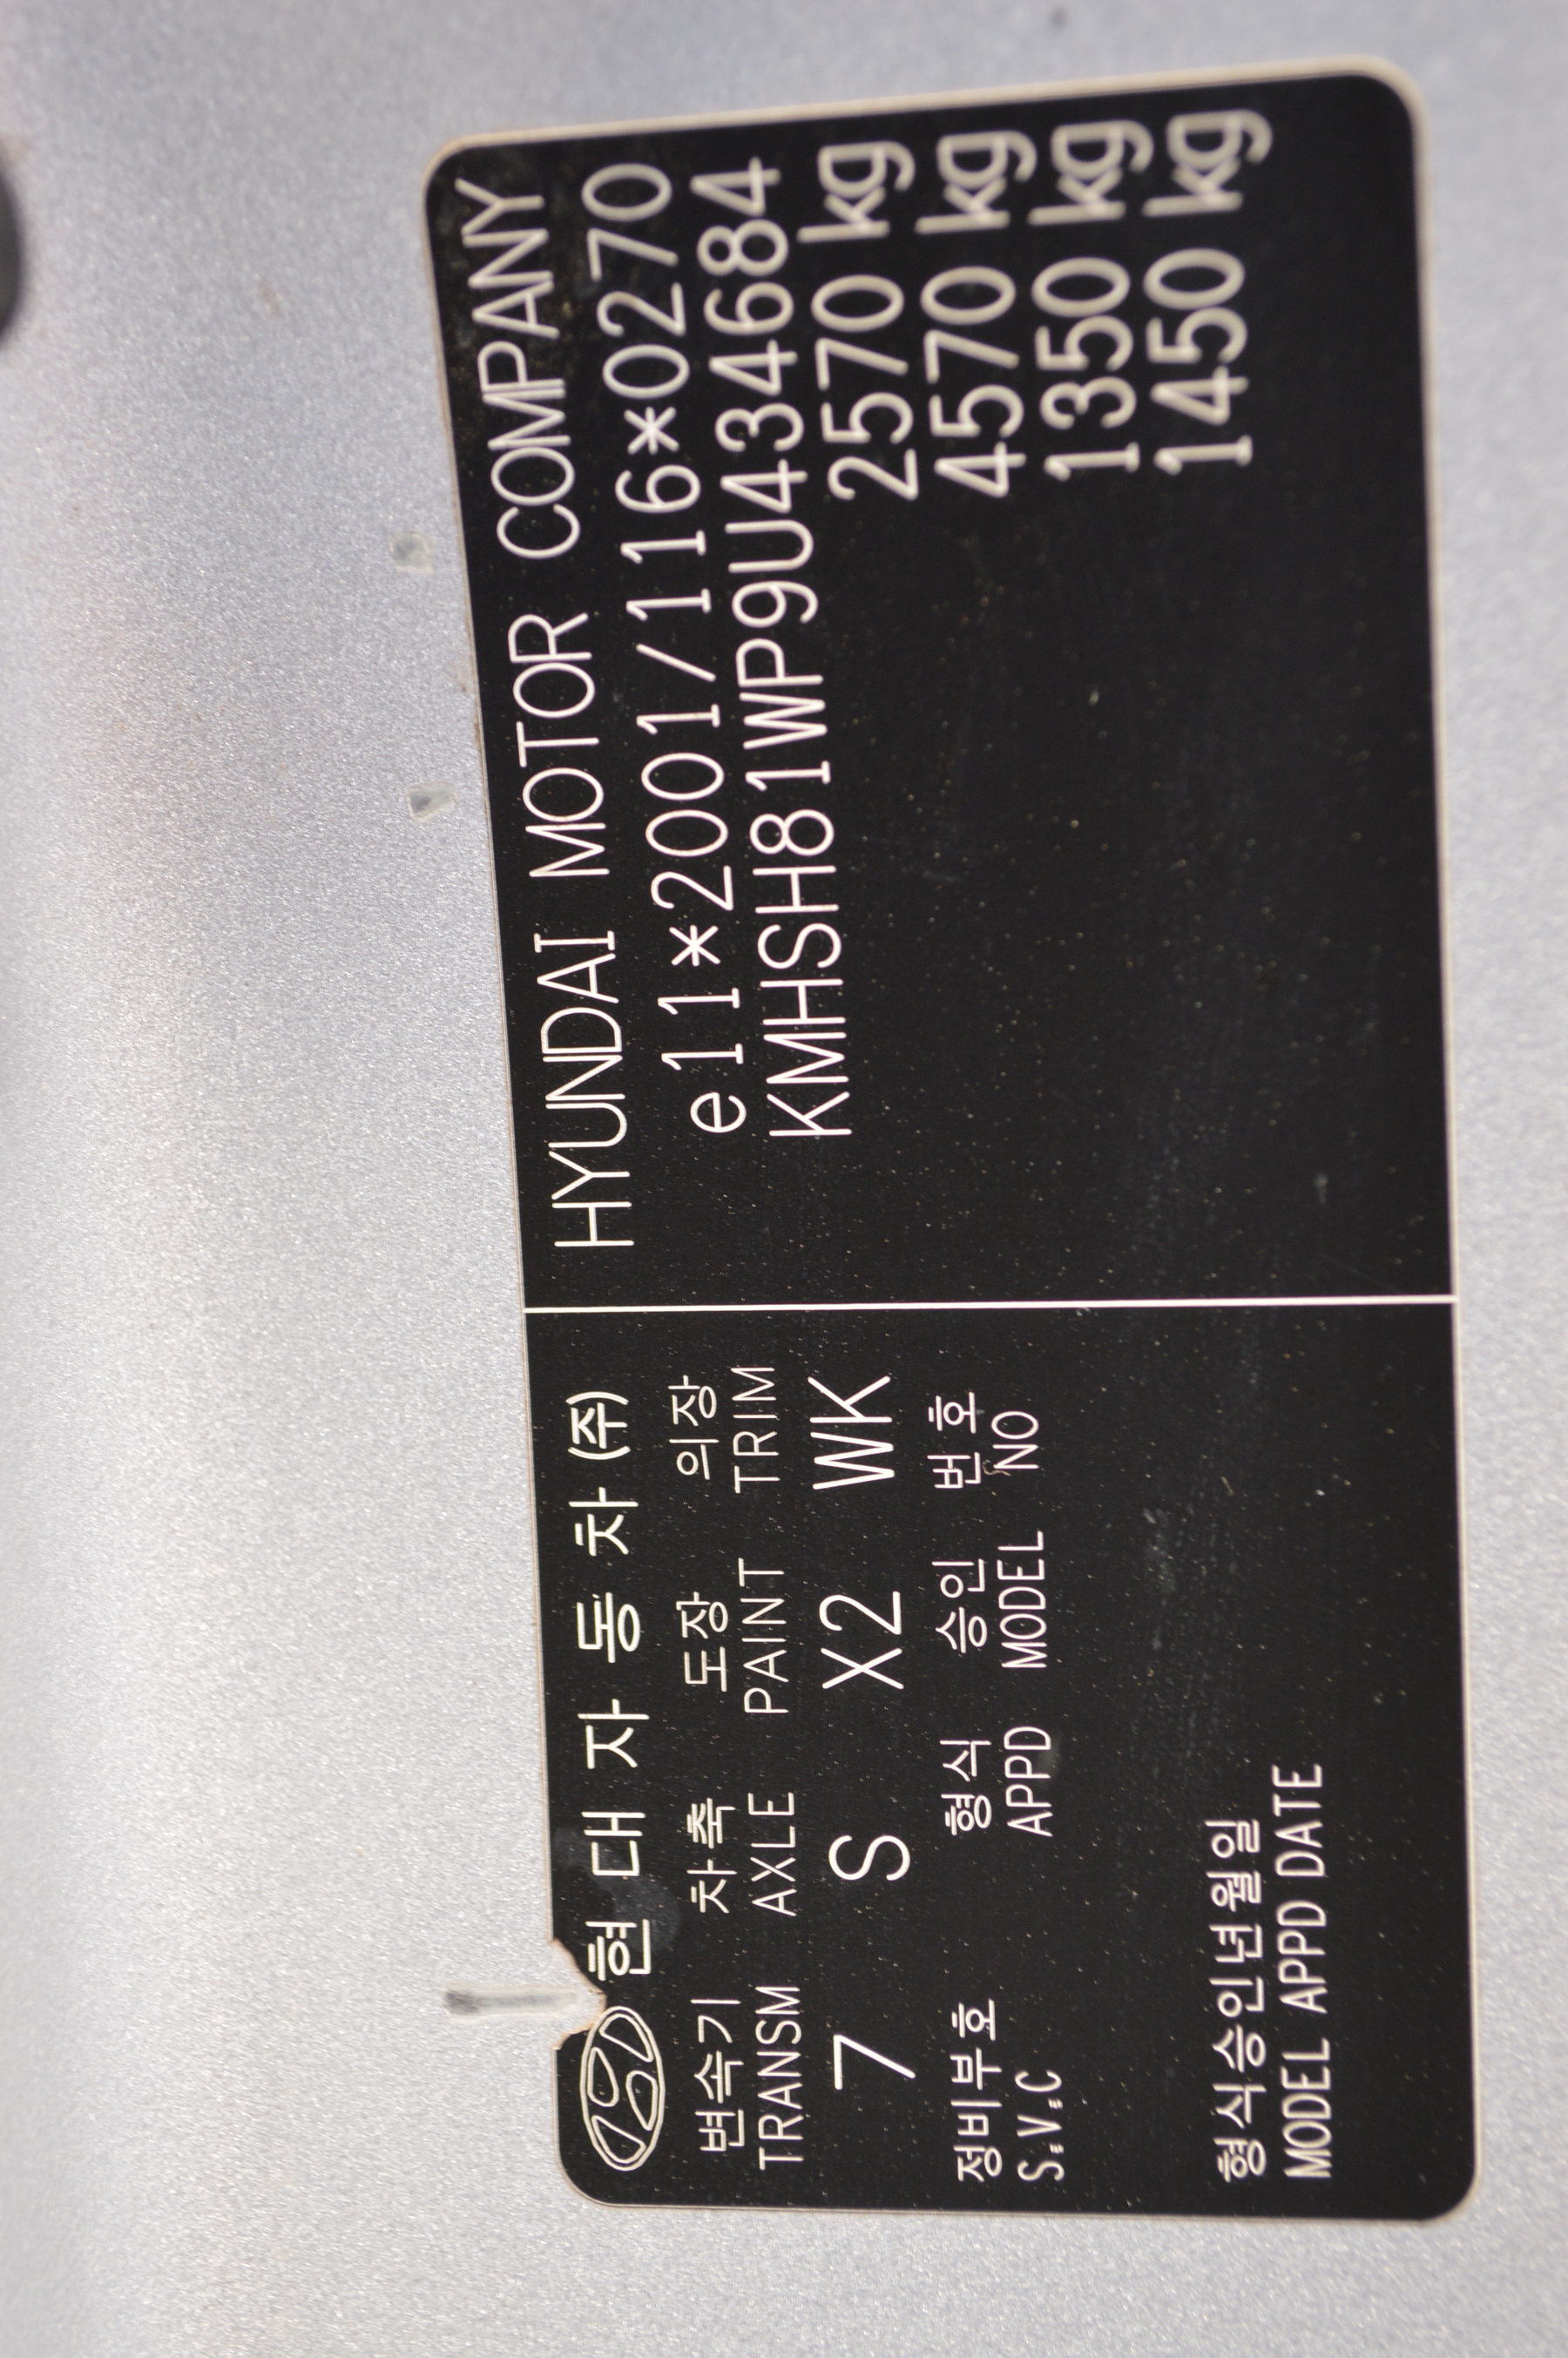 현대자동차(주)
변속기 차축 도장 의장
TRANSM AXLE PAINT TRIM
7 S X2 WK
정비부호 형식 승인 번호
S.V.C APPD MODEL NO
형식승인년월일
MODEL APPD DATE
HYUNDAI MOTOR COMPANY
e11*2001/116*0270
KMHSH81WP9U434684
2570 kg
4570 kg
1350 kg
1450 kg